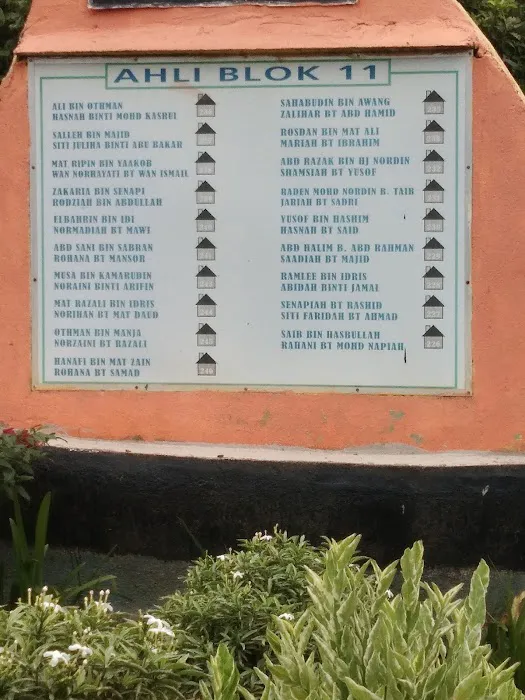 AHLI BLOK 11
ALI BIN OTHMAN
HASNAH BINTI MOHD KASBUL
SALLEH BIN MAJID
SITI JULIHA BINTI ABU BAKAR
MAT RIPIN BIN YAAKOB
WAN NORHAYATI BT WAN ISMAIL
ZAKARIA BIN SENAPI
RODZIAH BIN ABDULLAH
ELBAHRIN BIN IDI
NORMADIAH BT MAWI
ABD SANI BIN SABRAN
ROHANA BT MANSOR
MUSA BIN KAMARUDIN
NORAINI BINTI ARIFIN
MAT RAZALI BIN IDRIS
NORIHAN BT MAT DAUD
OTHMAN BIN MANJA
NORZAINI BT RAZALI
HANAFI BIN MAT ZAIN
ROHANA BT SAMAD
246
SAHABUDIN BIN AWANG
ZALIHAR BT ABD HAMID
ROSDAN BIN MAT ALI
MARIAH BT IBRAHIM
ABD RAZAK BIN HJ NORDIN
SHAMSIAH BT YUSOF
RADEN MOHD NORDIN B. TAIB
JARIAH BT SADRI
YUSOF BIN HASHIM
HASNAH BT SAID
ABD HALIM B. ABD RAHMAN
SAADIAH BT MAJID
RAMLEE BIN IDRIS
ABIDAH BINTI JAMAL
SENAPIAH BT RASHID
SITI FARIDAH BT AHMAD
SAIB BIN HASBULLAH
RAHANI BT MOHD NAPIAH